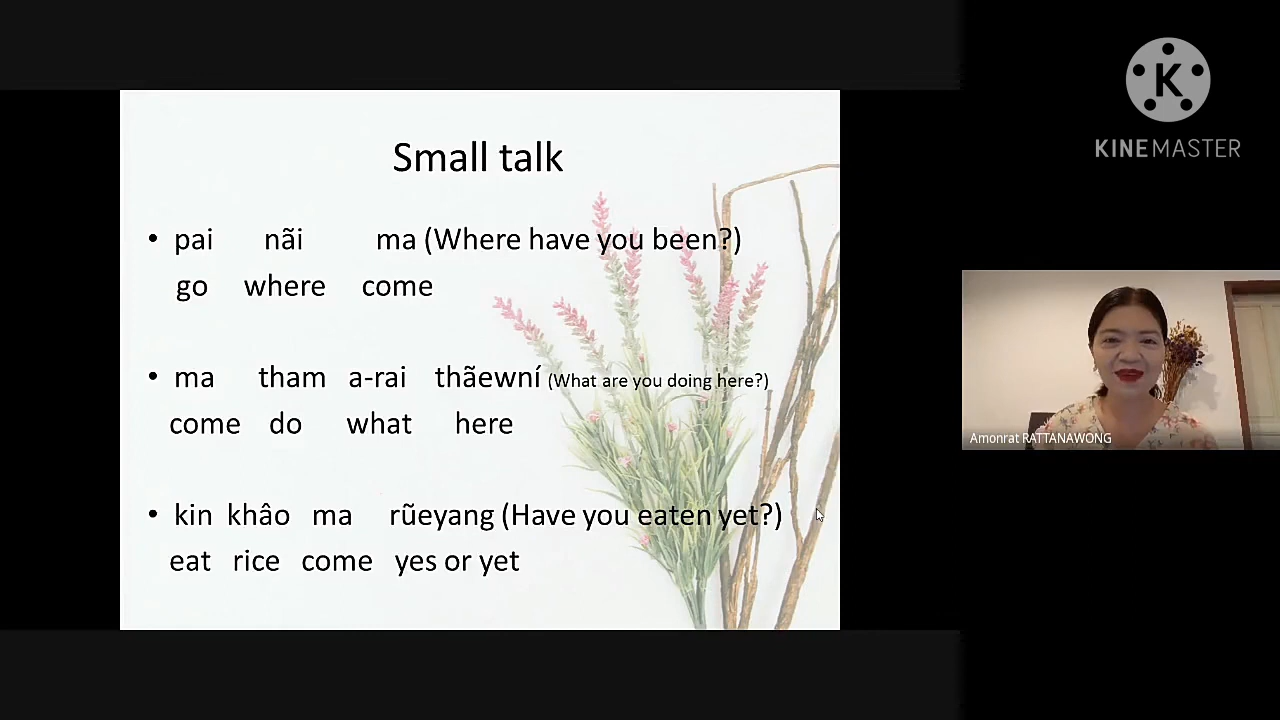 Small talk
• pai nãi ma (Where have you been?)
go where come
• ma tham a-rai thãewní (What are you doing here?)
come do what here
• kin khâo ma rũeyang (Have you eaten yet?)
eat rice come yes or yet
K
KINEMASTER
Amonrat RATTANAWONG